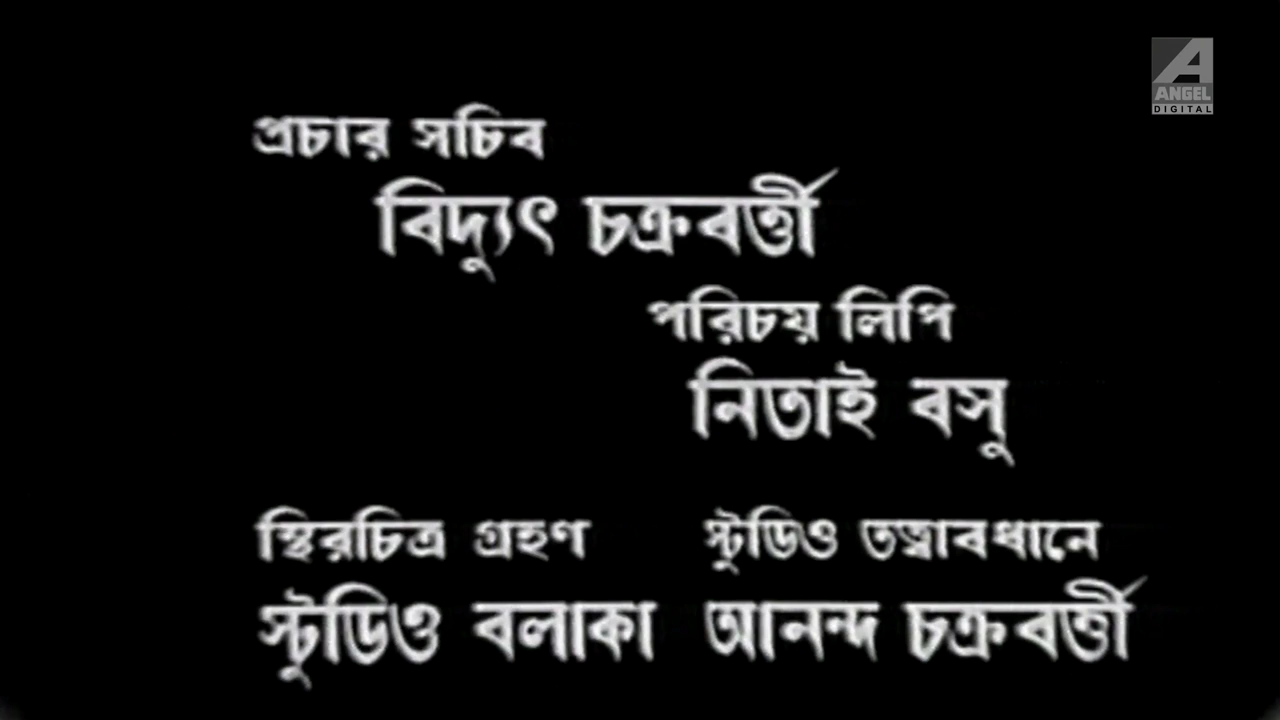 A
ANGEL
DIGITAL
প্রচার সচিব
বিদ্যুৎ চক্রবর্ত্তী
পরিচয় লিপি
নিতাই বসু
স্থিরচিত্র গ্রহণ স্টুডিও তত্ত্বাবধানে
স্টুডিও বলাকা আনন্দ চক্রবর্ত্তী